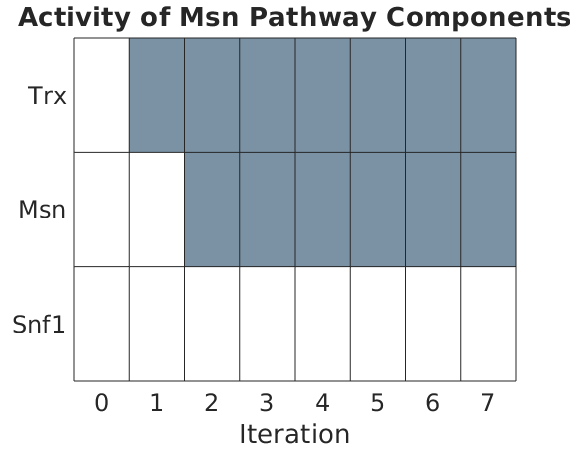 Activity of Msn Pathway Components
Trx
Msn
Snf1
0 1 2 3 4 5 6 7
Iteration